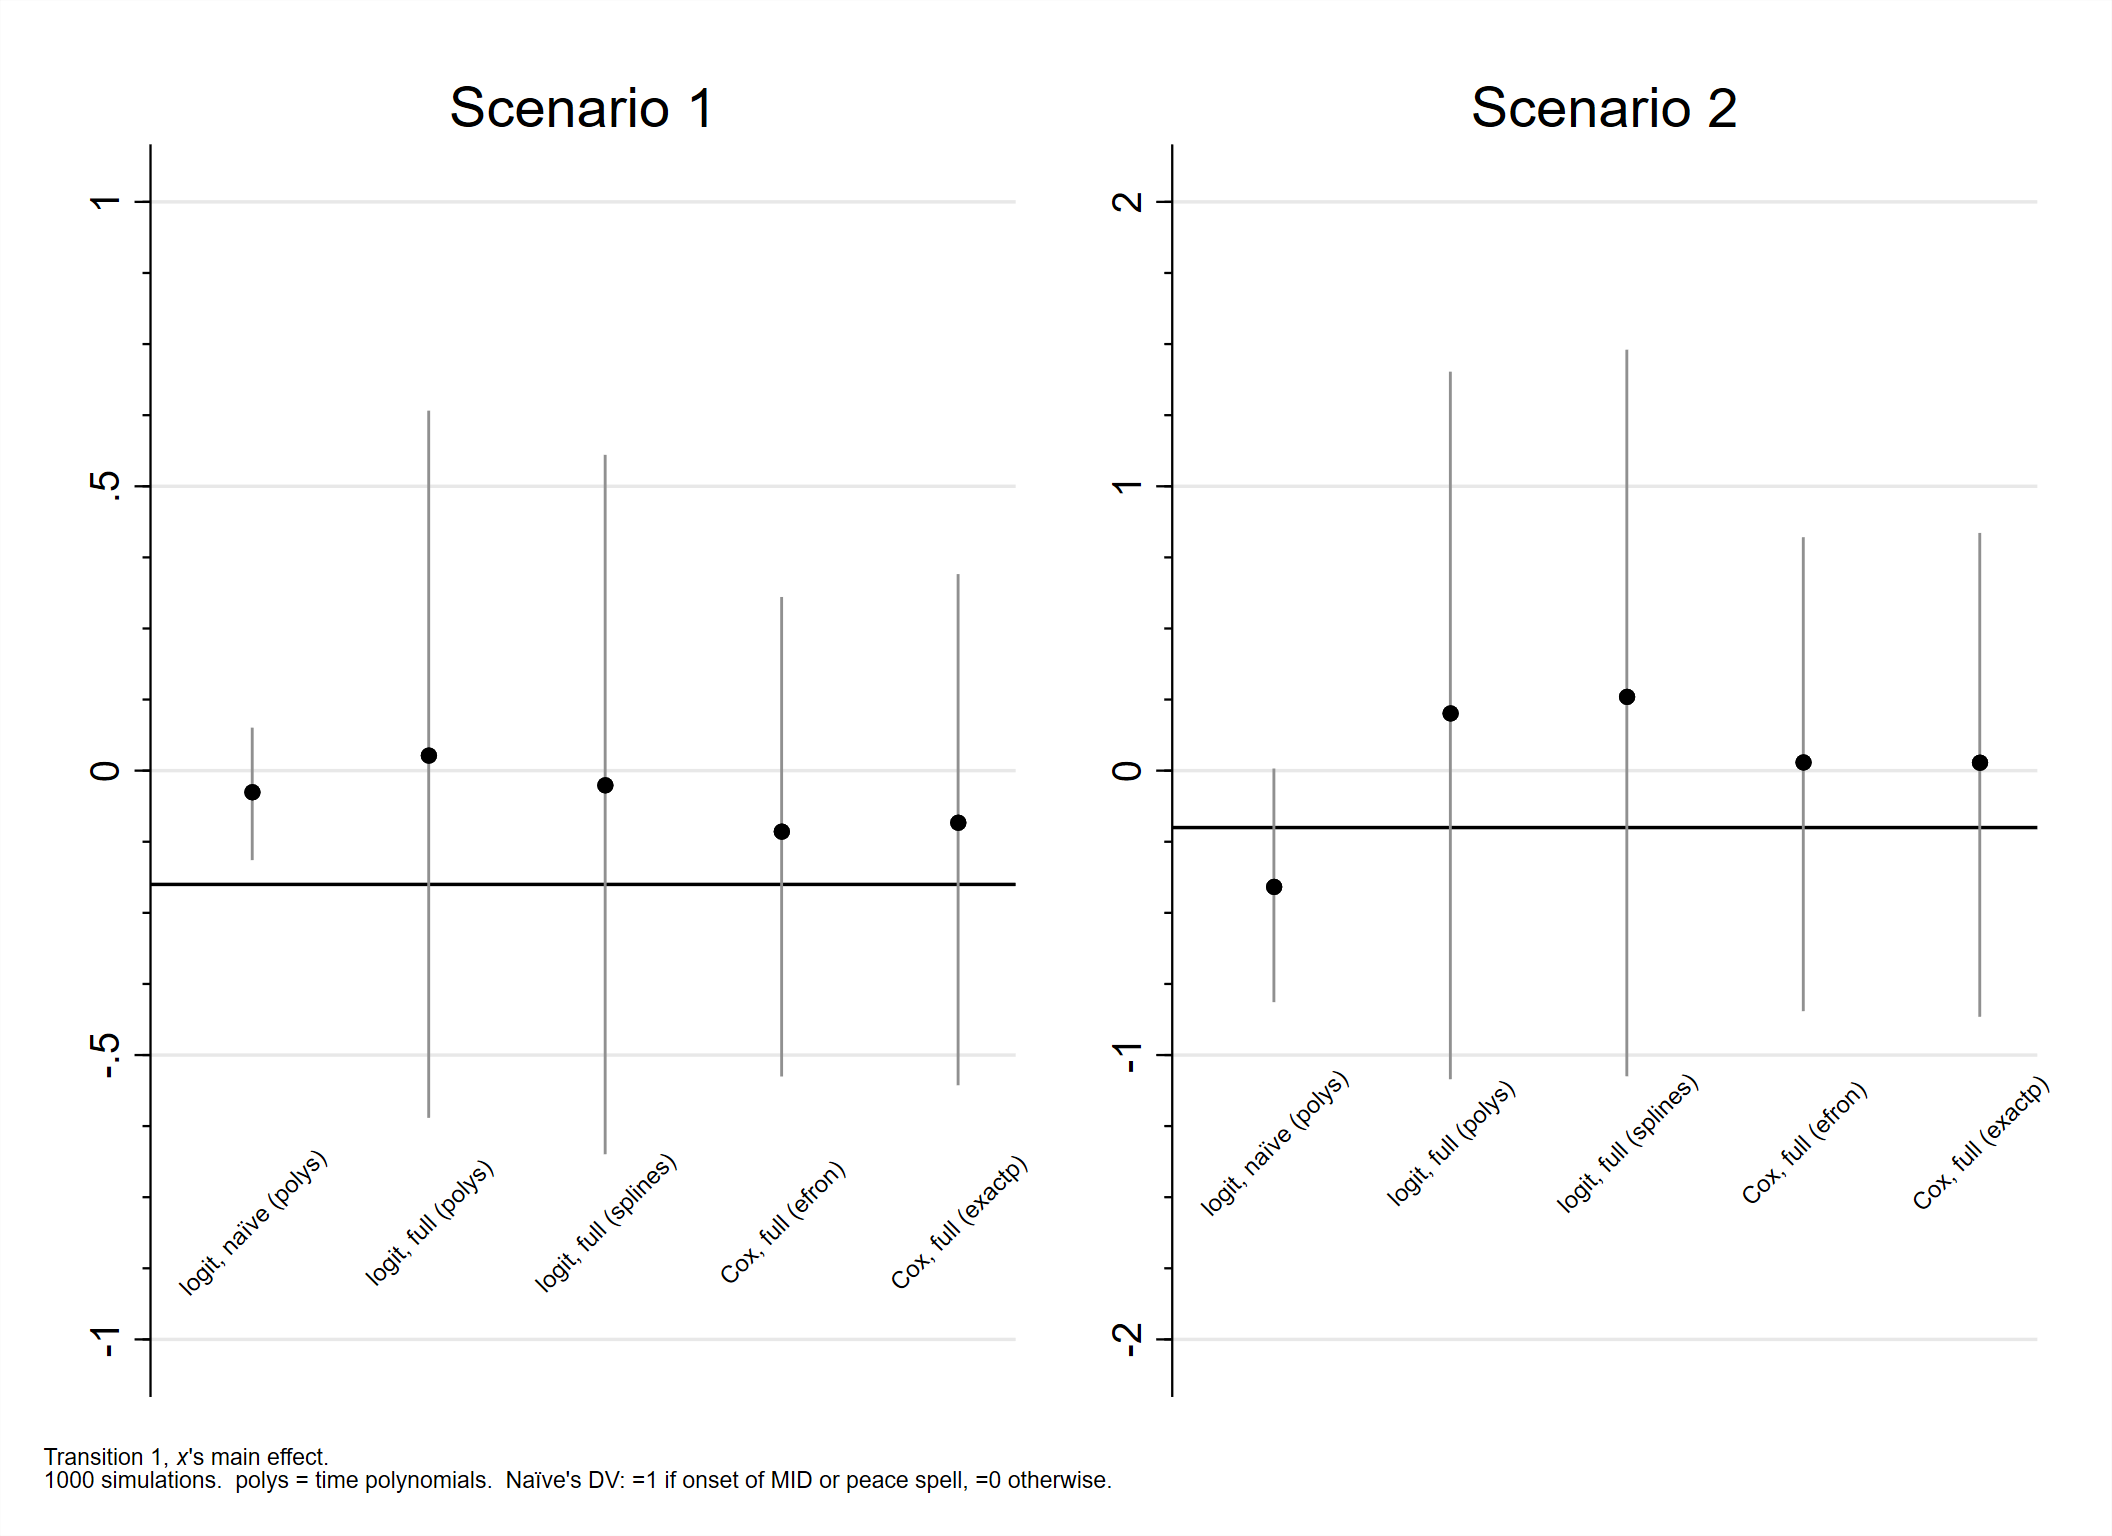 Scenario 1
1
.5
0
-.5
-1
logit, naïve (polys)
logit, full (polys)
logit, full (splines)
Cox, full (efron)
Cox, full (exactp)
Scenario 2
2
1
0
-1
-2
logit, naïve (polys)
logit, full (polys)
logit, full (splines)
Cox, full (efron)
Cox, full (exactp)
Transition 1, x's main effect.
1000 simulations.  polys = time polynomials.  Naïve's DV: =1 if onset of MID or peace spell, =0 otherwise.